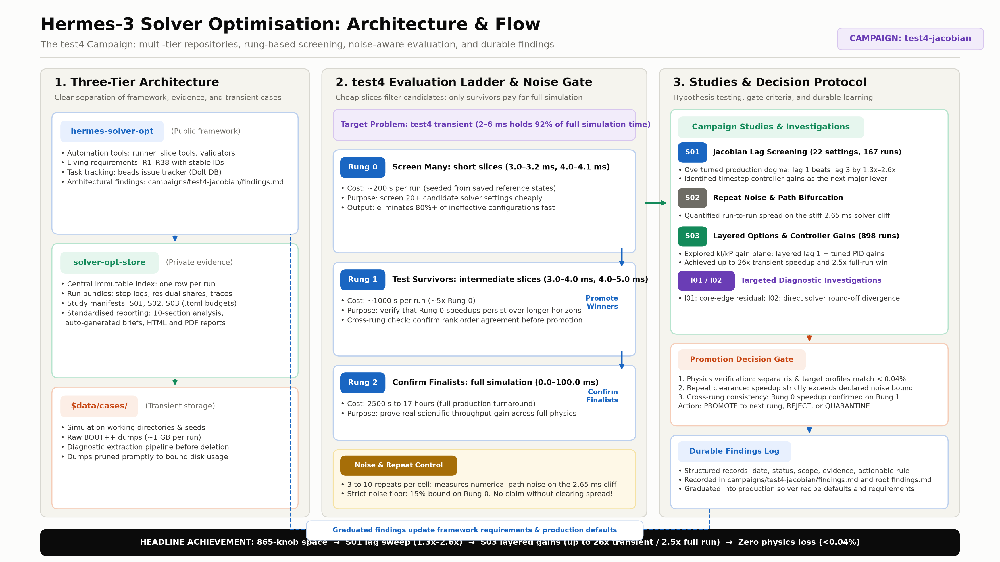 Hermes-3 Solver Optimisation: Architecture & Flow
The test4 Campaign: multi-tier repositories, rung-based screening, noise-aware evaluation, and durable findings
CAMPAIGN: test4-jacobian
1. Three-Tier Architecture
Clear separation of framework, evidence, and transient cases
hermes-solver-opt
(Public framework)
• Automation tools: runner, slice tools, validators
• Living requirements: R1–R38 with stable IDs
• Task tracking: beads issue tracker (Dolt DB)
• Architectural findings: campaigns/test4-jacobian/findings.md
solver-opt-store
(Private evidence)
• Central immutable index: one row per run
• Run bundles: step logs, residual shares, traces
• Study manifests: S01, S02, S03 (.toml budgets)
• Standardised reporting: 10-section analysis,
auto-generated briefs, HTML and PDF reports
$data/cases/
(Transient storage)
• Simulation working directories & seeds
• Raw BOUT++ dumps (~1 GB per run)
• Diagnostic extraction pipeline before deletion
• Dumps pruned promptly to bound disk usage
2. test4 Evaluation Ladder & Noise Gate
Cheap slices filter candidates; only survivors pay for full simulation
Target Problem: test4 transient (2–6 ms holds 92% of full simulation time)
Rung 0
Screen Many: short slices (3.0–3.2 ms, 4.0–4.1 ms)
• Cost: ~200 s per run (seeded from saved reference states)
• Purpose: screen 20+ candidate solver settings cheaply
• Output: eliminates 80%+ of ineffective configurations fast
Rung 1
Test Survivors: intermediate slices (3.0–4.0 ms, 4.0–5.0 ms)
Promote
Winners
• Cost: ~1000 s per run (~5x Rung 0)
• Purpose: verify that Rung 0 speedups persist over longer horizons
• Cross-rung check: confirm rank order agreement before promotion
Rung 2
Confirm Finalists: full simulation (0.0–100.0 ms)
Confirm
Finalists
• Cost: 2500 s to 17 hours (full production turnaround)
• Purpose: prove real scientific throughput gain across full physics
Noise & Repeat Control
• 3 to 10 repeats per cell: measures numerical path noise on the 2.65 ms cliff
• Strict noise floor: 15% bound on Rung 0. No claim without clearing spread!
3. Studies & Decision Protocol
Hypothesis testing, gate criteria, and durable learning
Campaign Studies & Investigations
S01
Jacobian Lag Screening (22 settings, 167 runs)
• Overturned production dogma: lag 1 beats lag 3 by 1.3x–2.6x
• Identified timestep controller gains as the next major lever
S02
Repeat Noise & Path Bifurcation
• Quantified run-to-run spread on the stiff 2.65 ms solver cliff
S03
Layered Options & Controller Gains (898 runs)
• Explored kI/kP gain plane; layered lag 1 + tuned PID gains
• Achieved up to 26x transient speedup and 2.5x full-run win!
I01 / I02
Targeted Diagnostic Investigations
• I01: core-edge residual; I02: direct solver round-off divergence
Promotion Decision Gate
1. Physics verification: separatrix & target profiles match < 0.04%
2. Repeat clearance: speedup strictly exceeds declared noise bound
3. Cross-rung consistency: Rung 0 speedup confirmed on Rung 1
Action: PROMOTE to next rung, REJECT, or QUARANTINE
Durable Findings Log
• Structured records: date, status, scope, evidence, actionable rule
• Recorded in campaigns/test4-jacobian/findings.md and root findings.md
• Graduated into production solver recipe defaults and requirements
Graduated findings update framework requirements & production defaults
HEADLINE ACHIEVEMENT: 865-knob space → S01 lag sweep (1.3x–2.6x) → S03 layered gains (up to 26x transient / 2.5x full run) → Zero physics loss (<0.04%)